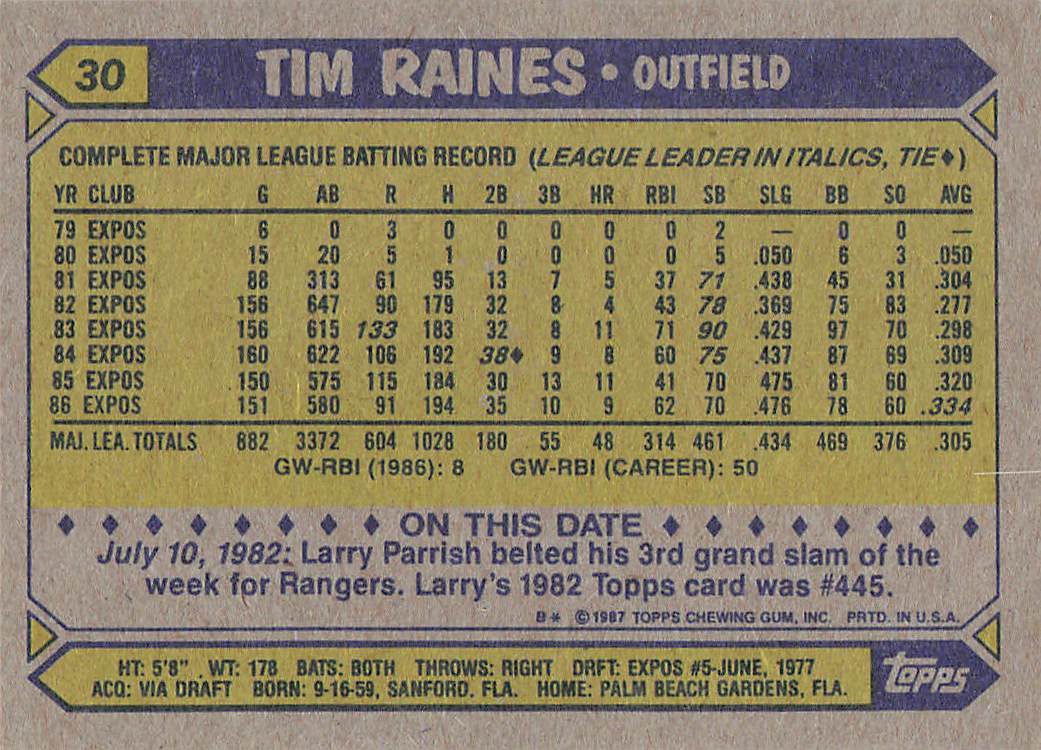 30 TIM RAINES • OUTFIELD
COMPLETE MAJOR LEAGUE BATTING RECORD (LEAGUE LEADER IN ITALICS, TIE♦)
YR CLUB G AB R H 2B 3B HR RBI SB SLG BB SO AVG
79 EXPOS 6 0 3 0 0 0 0 0 2 — 0 0 —
80 EXPOS 15 20 5 1 0 0 0 0 5 .050 6 3 .050
81 EXPOS 88 313 61 95 13 7 5 37 71 .438 45 31 .304
82 EXPOS 156 647 90 179 32 8 4 43 78 .369 75 83 .277
83 EXPOS 156 615 133 183 32 8 11 71 90 .429 97 70 .298
84 EXPOS 160 622 106 192 38♦ 9 8 60 75 .437 87 69 .309
85 EXPOS 150 575 115 184 30 13 11 41 70 475 81 60 .320
86 EXPOS 151 580 91 194 35 10 9 62 70 .476 78 60 .334
MAJ. LEA. TOTALS 882 3372 604 1028 180 55 48 314 461 .434 469 376 .305
GW-RBI (1986): 8 GW-RBI (CAREER): 50
♦ ♦ ♦ ♦ ♦ ♦ ♦ ♦ ON THIS DATE ♦ ♦ ♦ ♦ ♦ ♦ ♦ ♦
July 10, 1982: Larry Parrish belted his 3rd grand slam of the
week for Rangers. Larry's 1982 Topps card was #445.
B* ©1987 TOPPS CHEWING GUM, INC. PRTD. IN U.S.A.
HT: 5'8". WT: 178 BATS: BOTH THROWS: RIGHT DRFT: EXPOS #5-JUNE, 1977
ACQ: VIA DRAFT BORN: 9-16-59, SANFORD. FLA. HOME: PALM BEACH GARDENS, FLA.
topps